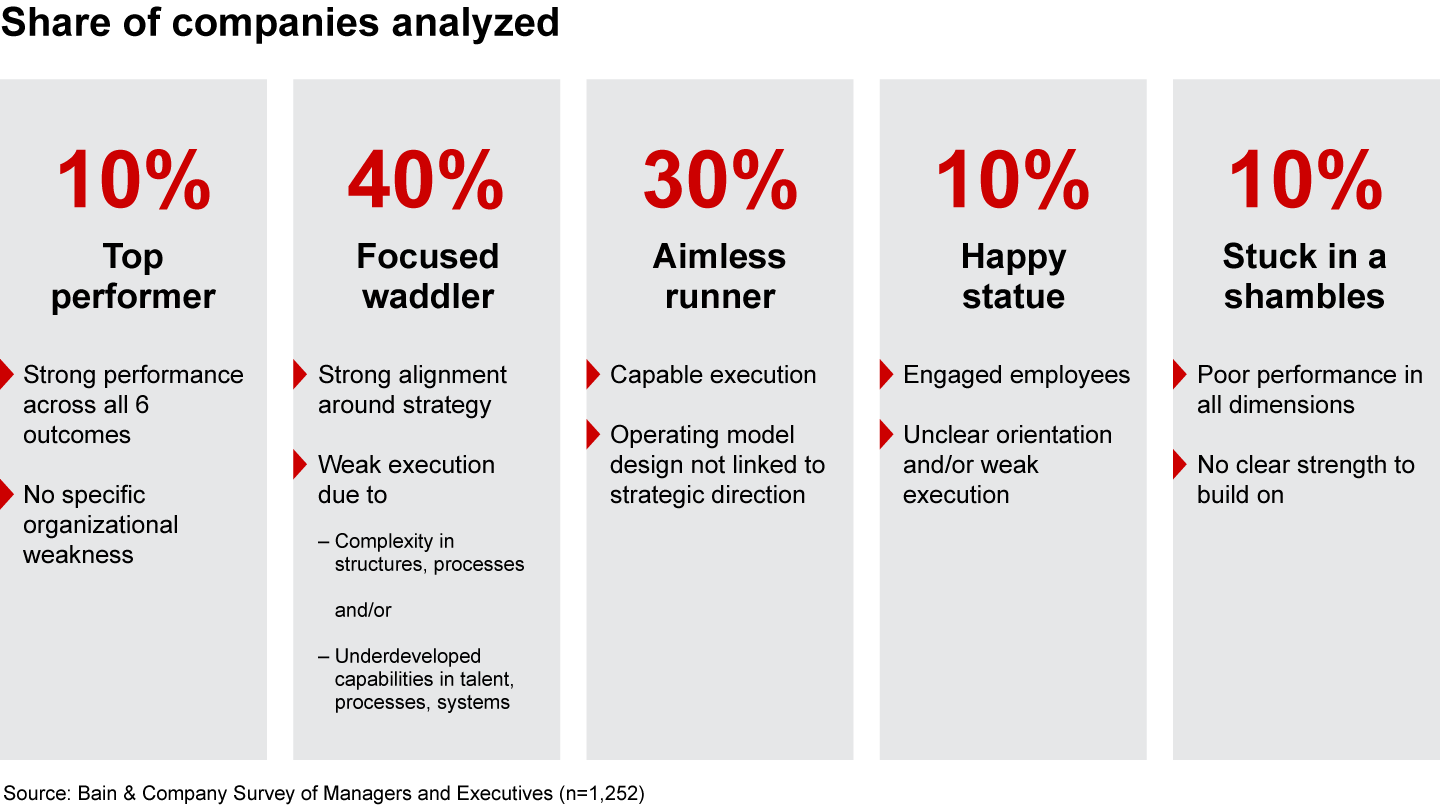 Share of companies analyzed
10%
Top
performer
Strong performance
across all 6
outcomes
No specific
organizational
weakness
40%
Focused
waddler
Strong alignment
around strategy
Weak execution
due to
– Complexity in
structures, processes
and/or
– Underdeveloped
capabilities in talent,
processes, systems
30%
Aimless
runner
Capable execution
Operating model
design not linked to
strategic direction
10%
Happy
statue
Engaged employees
Unclear orientation
and/or weak
execution
10%
Stuck in a
shambles
Poor performance in
all dimensions
No clear strength to
build on
Source: Bain & Company Survey of Managers and Executives (n=1,252)